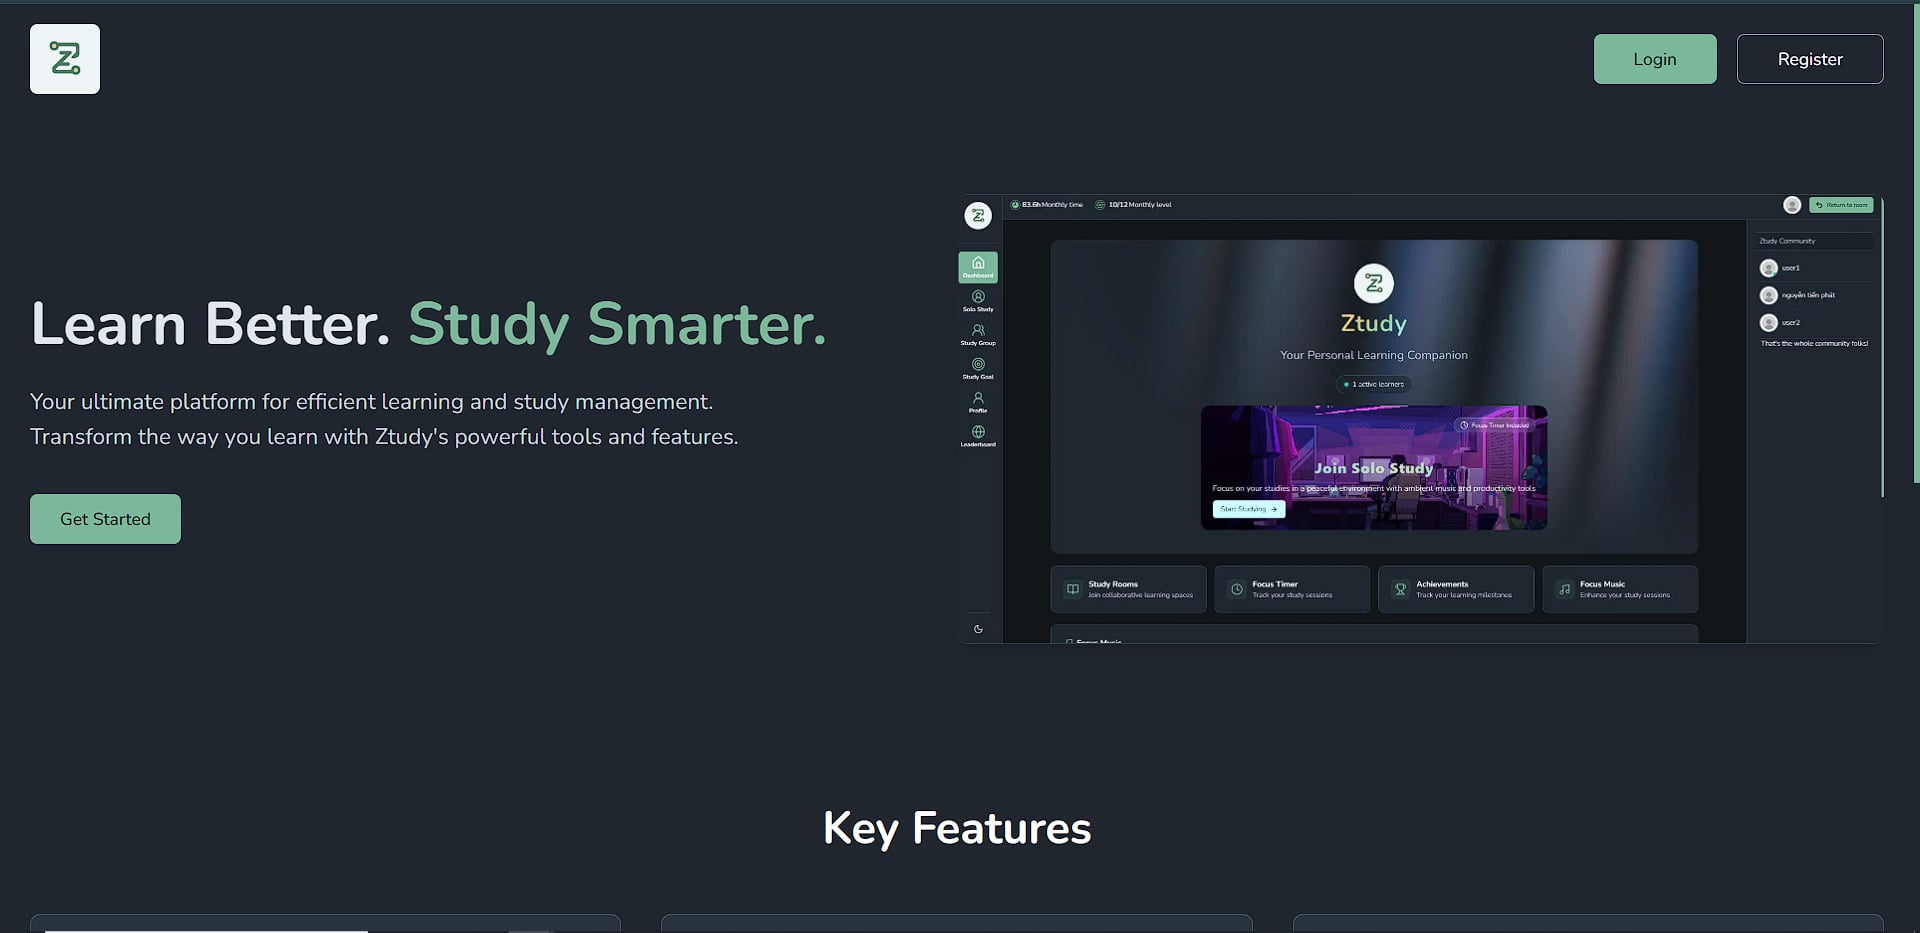 Login
Register
Learn Better. Study Smarter.
Your ultimate platform for efficient learning and study management.
Transform the way you learn with Ztudy's powerful tools and features.
Get Started
83.6h Monthly time
10/12 Monthly level
Return to room
Dashboard
Solo Study
Study Group
Study Goal
Profile
Leaderboard
Ztudy
Your Personal Learning Companion
1 active learners
Focus Timer Included
Join Solo Study
Focus on your studies in a peaceful environment with ambient music and productivity tools
Start Studying →
Study Rooms
Join collaborative learning spaces
Focus Timer
Track your study sessions
Achievements
Track your learning milestones
Focus Music
Enhance your study sessions
Focus Music
Ztudy Community
user1
nguyễn tiến phát
user2
That's the whole community folks!
Key Features